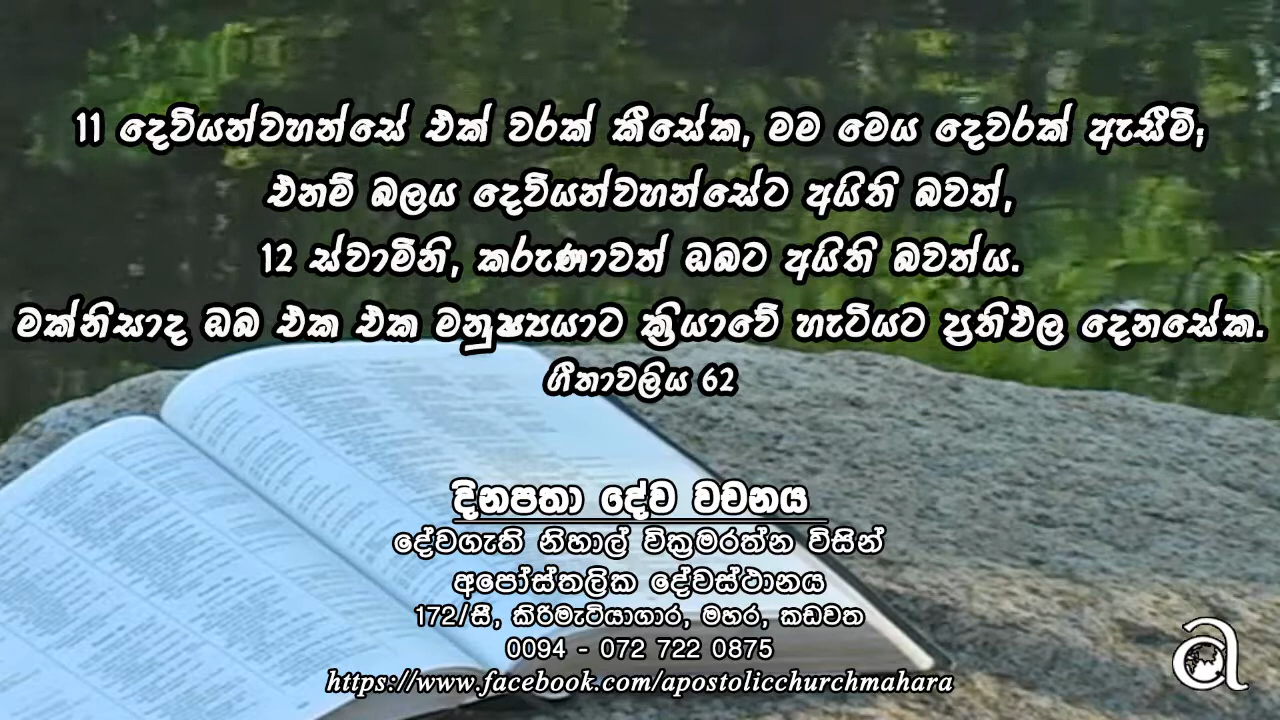 11 දෙවියන්වහන්සේ එක් වරක් කීසේක, මම මෙය දෙවරක් ඇසීමි;
එනම් බලය දෙවියන්වහන්සේට අයිති බවත්,
12 ස්වාමිනි, කරුණාවත් ඔබට අයිති බවත්ය.
මක්නිසාද ඔබ එක එක මනුෂ්‍යයාට ක්‍රියාවේ හැටියට ප්‍රතිඵල දෙනසේක.
ගීතාවලිය 62
දිනපතා දේව වචනය
දේවගැති නිහාල් වික්‍රමරත්න විසින්
අපෝස්තලික දේවස්ථානය
172/සී, කිරිමැටියාගාර, මහර, කඩවත
0094 - 072 722 0875
https://www.facebook.com/apostolicchurchmahara
a